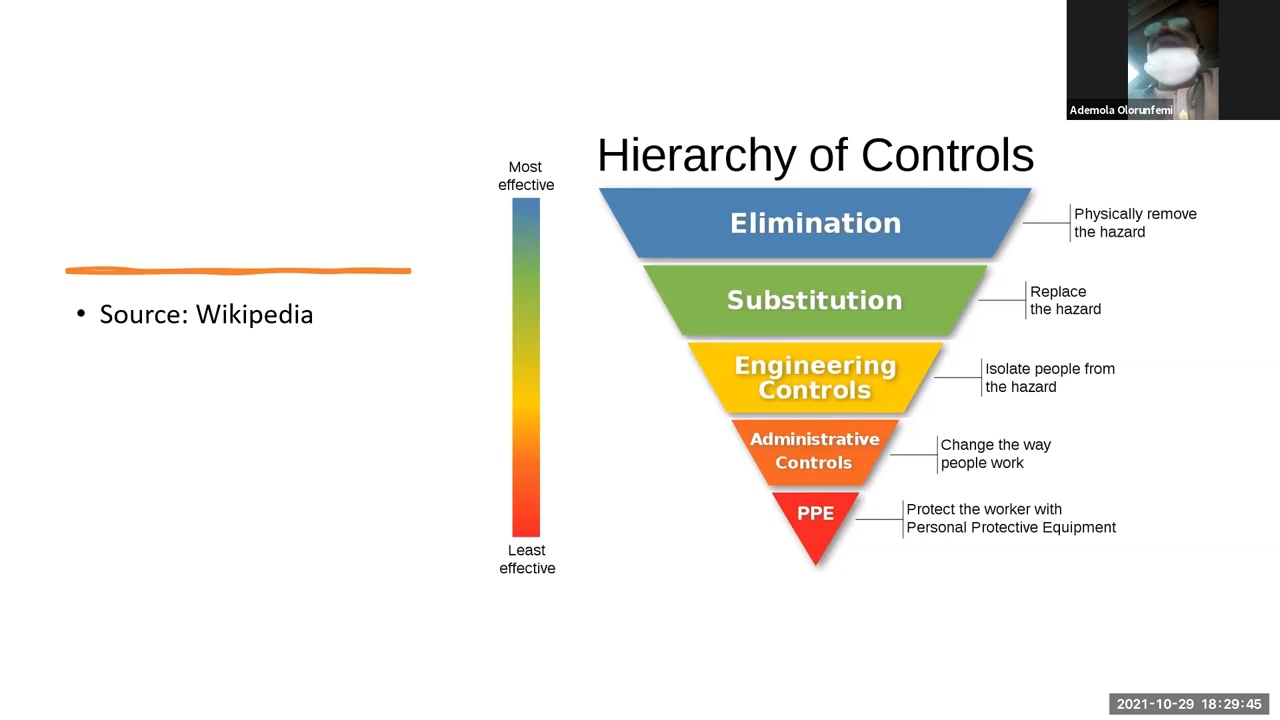 Ademola Olorunfemi
Hierarchy of Controls
Most
effective
Elimination
Physically remove
the hazard
Substitution
Replace
the hazard
• Source: Wikipedia
Engineering
Controls
Isolate people from
the hazard
Administrative
Controls
Change the way
people work
PPE
Protect the worker with
Personal Protective Equipment
Least
effective
2021-10-29 18:29:45